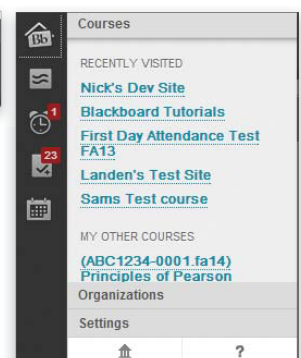 Courses
Bb
RECENTLY VISITED
Nick's Dev Site
Blackboard Tutorials
1
First Day Attendance Test
FA13
23
Landen's Test Site
Sams Test course
MY OTHER COURSES
(ABC1234-0001.fa14)
Principles of Pearson
Organizations
Settings
?